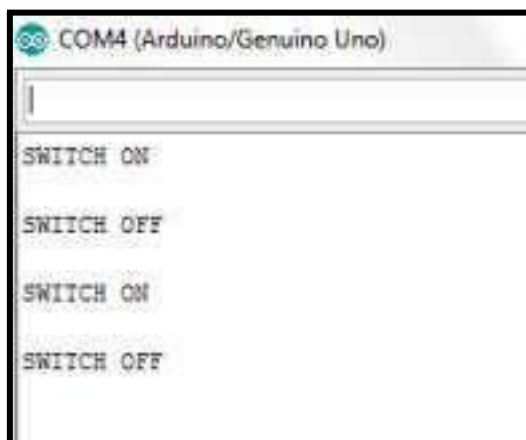 COM4 (Arduino/Genuino Uno)
SWITCH ON
SWITCH OFF
SWITCH ON
SWITCH OFF